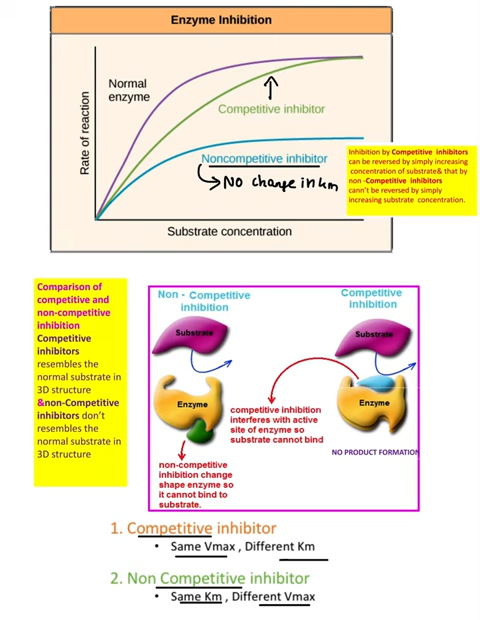 Enzyme Inhibition
Normal
enzyme
Competitive inhibitor
Noncompetitive inhibitor
No change in km
Rate of reaction
Substrate concentration
Inhibition by Competitive inhibitors
can be reversed by simply increasing
concentration of substrate& that by
non -Competitive inhibitors
cann't be reversed by simply
increasing substrate concentration.
Comparison of
competitive and
non-competitive
inhibition
Competitive
inhibitors
resembles the
normal substrate in
3D structure
&non-Competitive
inhibitors don't
resembles the
normal substrate in
3D structure
Non - Competitive
inhibition
Substrate
Enzyme
non-competitive
inhibition change
shape enzyme so
it cannot bind to
substrate.
competitive inhibition
interferes with active
site of enzyme so
substrate cannot bind
Competitive
inhibition
Substrate
Enzyme
NO PRODUCT FORMATION
1. Competitive inhibitor
• Same Vmax , Different Km
2. Non Competitive inhibitor
• Same Km , Different Vmax